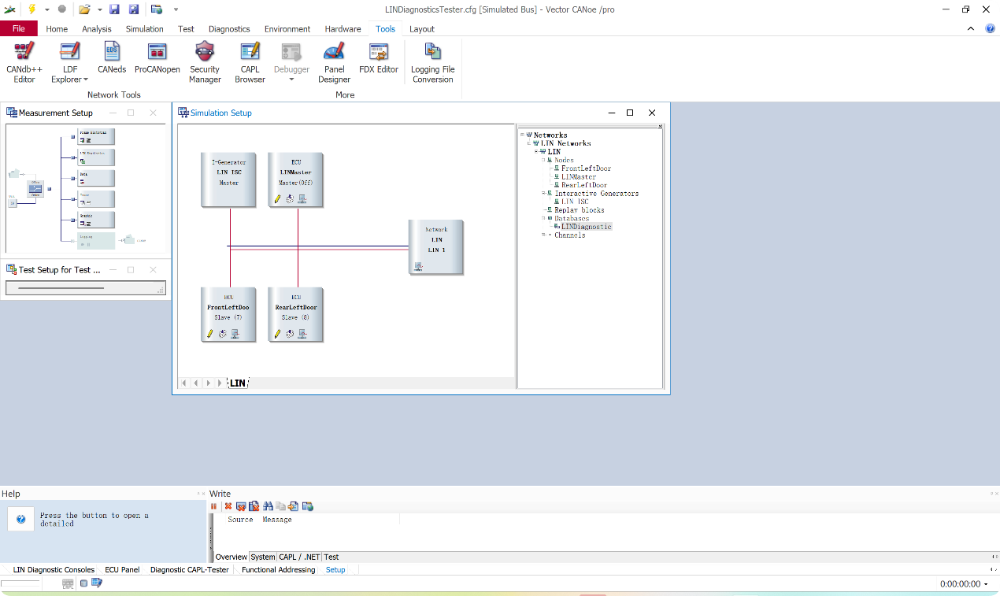 LINDiagnosticsTester.cfg [Simulated Bus] - Vector CANoe /pro
File Home Analysis Simulation Test Diagnostics Environment Hardware Tools Layout
CANdb++ Editor
LDF Explorer
CANeds
ProCANopen
Security Manager
CAPL Browser
Debugger
Panel Designer
FDX Editor
Logging File Conversion
Network Tools
More
Measurement Setup
Test Setup for Test ...
Simulation Setup
I-Generator
LIN ISC
Master
ECU
LINMaster
Master(Off)
Network
LIN
LIN 1
ECU
FrontLeftDoo
Slave (7)
ECU
RearLeftDoor
Slave (8)
LIN
Networks
LIN Networks
LIN
Nodes
FrontLeftDoor
LINMaster
RearLeftDoor
Interactive Generators
LIN ISC
Replay blocks
Databases
LINDiagnostic
Channels
Help
Press the button to open a
detailed
Write
Source Message
Overview System CAPL / .NET Test
LIN Diagnostic Consoles ECU Panel Diagnostic CAPL-Tester Functional Addressing Setup
0:00:00:00